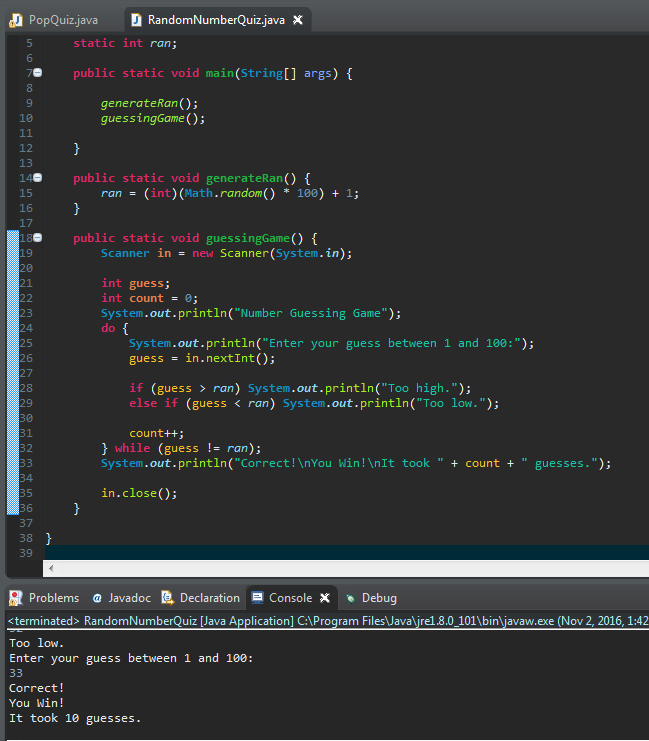 PopQuiz.java RandomNumberQuiz.java
5 static int ran;
6
7 public static void main(String[] args) {
8
9 generateRan();
10 guessingGame();
11
12 }
13
14 public static void generateRan() {
15 ran = (int)(Math.random() * 100) + 1;
16 }
17
18 public static void guessingGame() {
19 Scanner in = new Scanner(System.in);
20
21 int guess;
22 int count = 0;
23 System.out.println("Number Guessing Game");
24 do {
25 System.out.println("Enter your guess between 1 and 100:");
26 guess = in.nextInt();
27
28 if (guess > ran) System.out.println("Too high.");
29 else if (guess < ran) System.out.println("Too low.");
30
31 count++;
32 } while (guess != ran);
33 System.out.println("Correct!\nYou Win!\nIt took " + count + " guesses.");
34
35 in.close();
36 }
37
38 }
39
Problems @ Javadoc Declaration Console Debug
<terminated> RandomNumberQuiz [Java Application] C:\Program Files\Java\jre1.8.0_101\bin\javaw.exe (Nov 2, 2016, 1:42
Too low.
Enter your guess between 1 and 100:
33
Correct!
You Win!
It took 10 guesses.